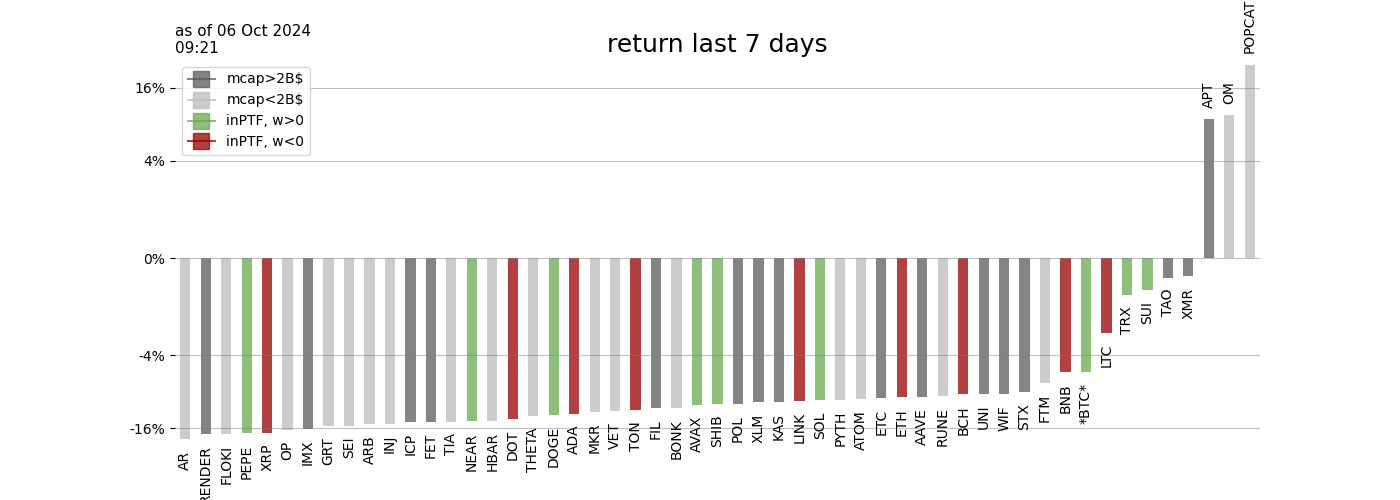 as of 06 Oct 2024
09:21
return last 7 days
mcap>2B$
mcap<2B$
inPTF, w>0
inPTF, w<0
16%
4%
0%
-4%
-16%
AR
RENDER
FLOKI
PEPE
XRP
OP
IMX
GRT
SEI
ARB
INJ
ICP
FET
TIA
NEAR
HBAR
DOT
THETA
DOGE
ADA
MKR
VET
TON
FIL
BONK
AVAX
SHIB
POL
XLM
KAS
LINK
SOL
PYTH
ATOM
ETC
ETH
AAVE
RUNE
BCH
UNI
WIF
STX
FTM
BNB
*BTC*
LTC
TRX
SUI
TAO
XMR
APT
OM
POPCAT